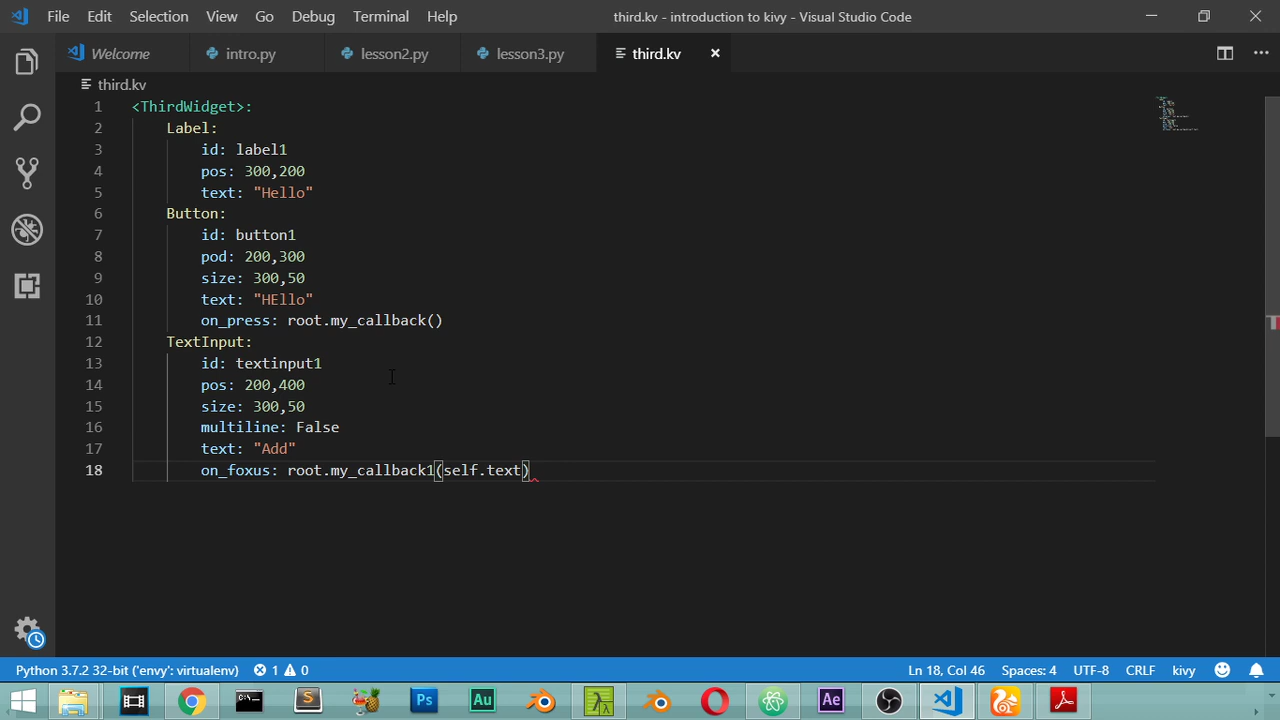 File Edit Selection View Go Debug Terminal Help third.kv - introduction to kivy - Visual Studio Code
Welcome intro.py lesson2.py lesson3.py third.kv
third.kv
1 <ThirdWidget>:
2 Label:
3 id: label1
4 pos: 300,200
5 text: "Hello"
6 Button:
7 id: button1
8 pod: 200,300
9 size: 300,50
10 text: "HEllo"
11 on_press: root.my_callback()
12 TextInput:
13 id: textinput1
14 pos: 200,400
15 size: 300,50
16 multiline: False
17 text: "Add"
18 on_foxus: root.my_callback1(self.text)
Python 3.7.2 32-bit ('envy': virtualenv) 1 0 Ln 18, Col 46 Spaces: 4 UTF-8 CRLF kivy
S Ps Au λ Ae